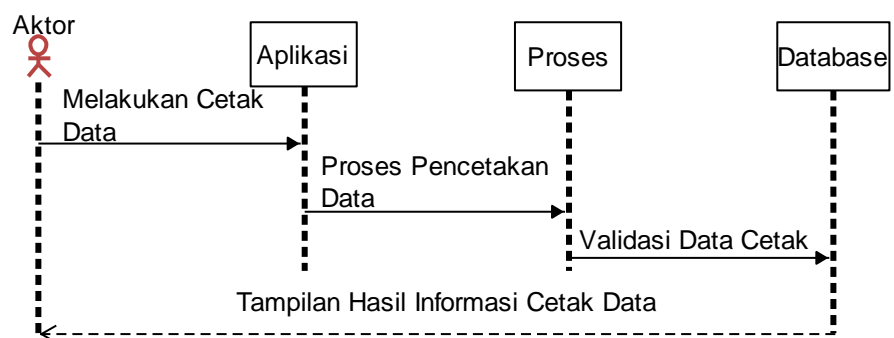 Aktor
Aplikasi
Proses
Database
Melakukan Cetak
Data
Proses Pencetakan
Data
Validasi Data Cetak
Tampilan Hasil Informasi Cetak Data